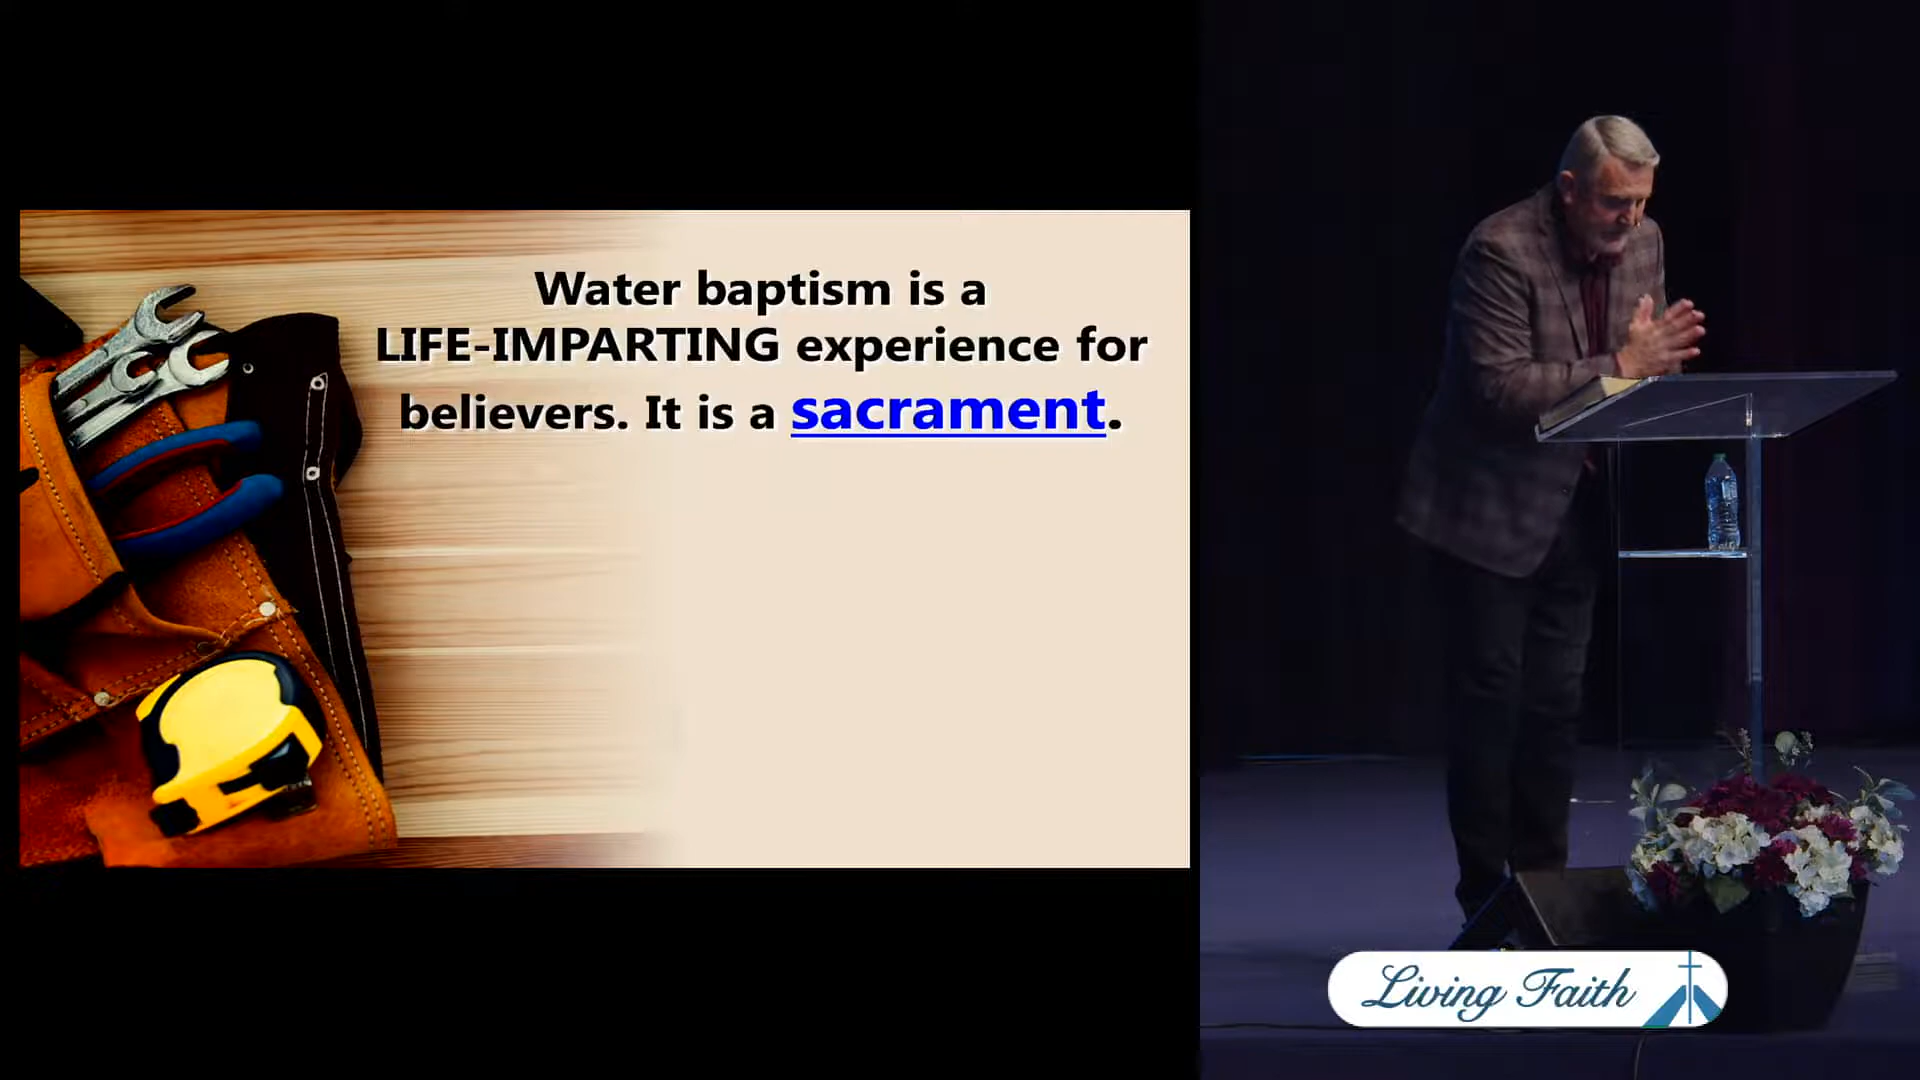 Water baptism is a
LIFE-IMPARTING experience for
believers. It is a sacrament.
Living Faith